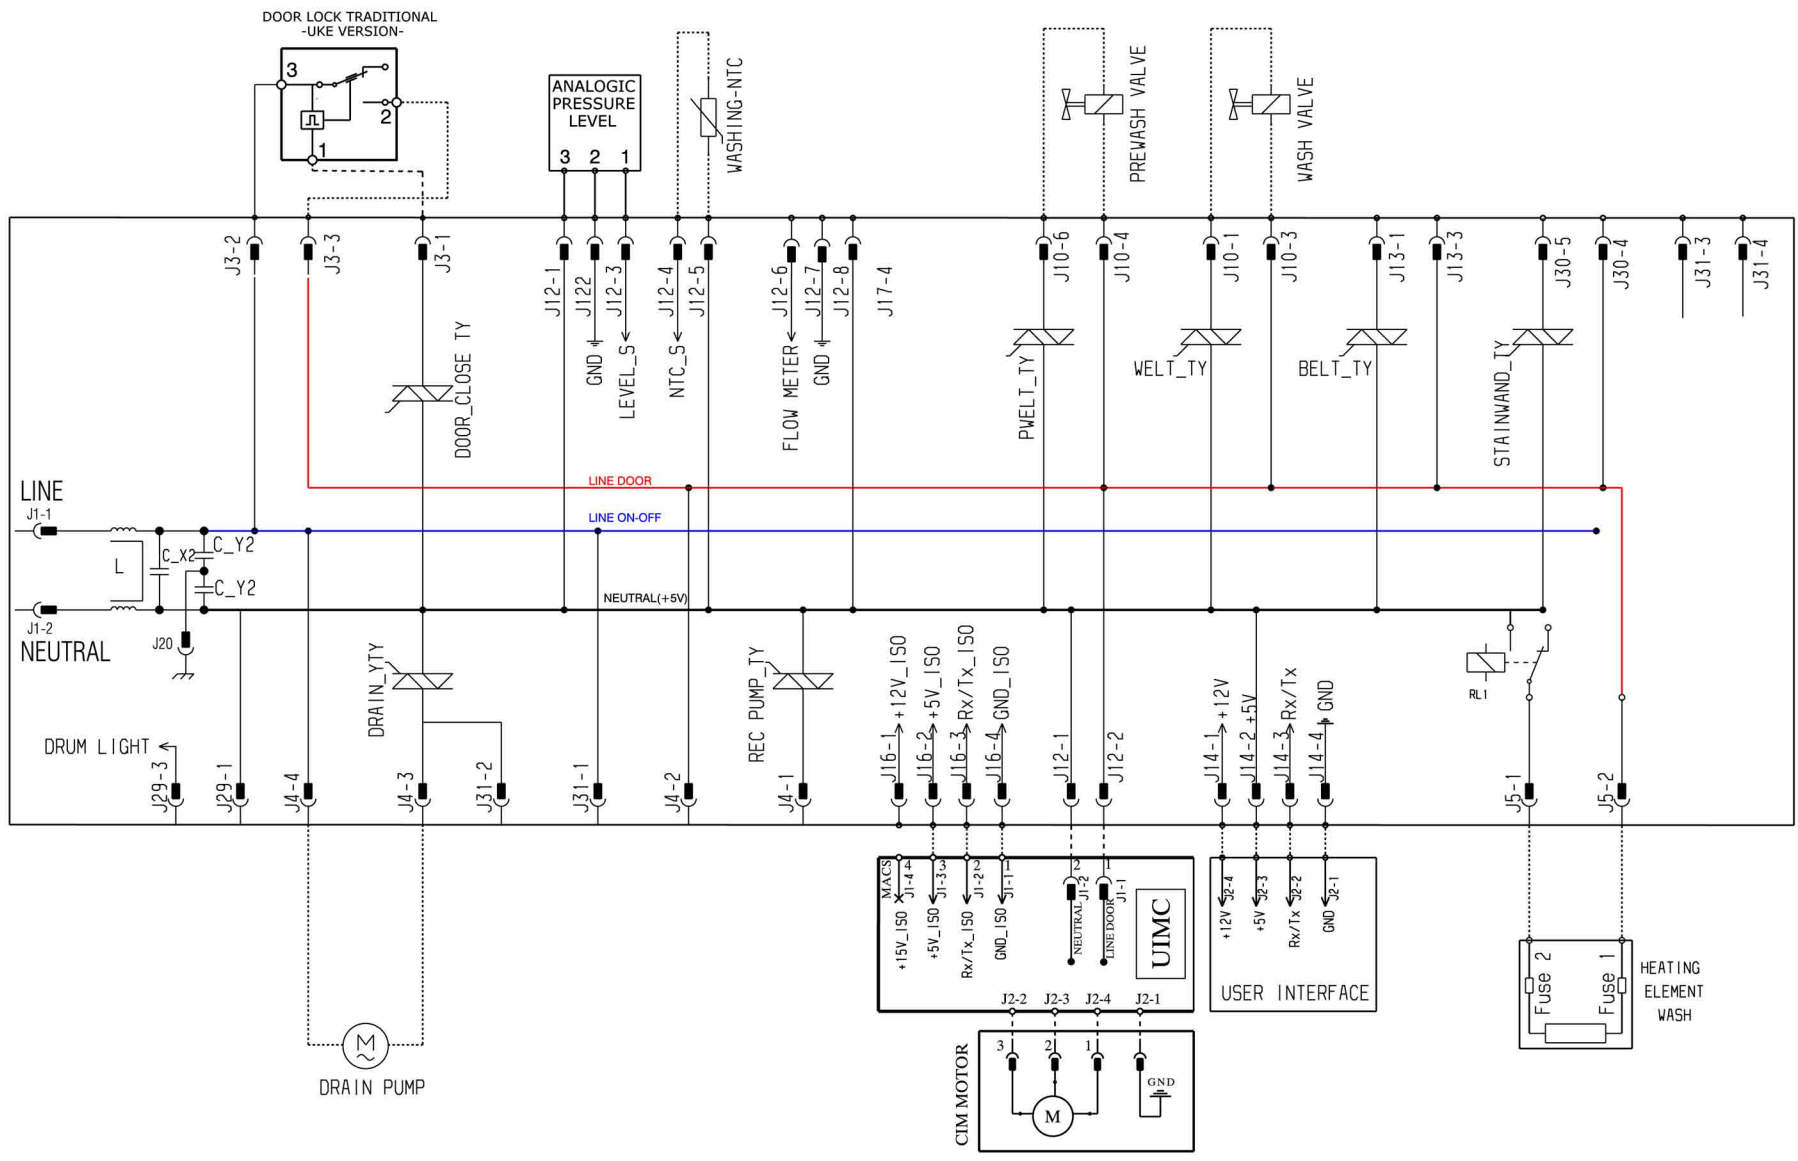 DOOR LOCK TRADITIONAL
-UKE VERSION-
3
2
1
ANALOGIC
PRESSURE
LEVEL
3 2 1
WASHING-NTC
PREWASH VALVE
WASH VALVE
J3-2
J3-3
J3-1
J12-1
J122
J12-3
J12-4
J12-5
J12-6
J12-7
J12-8
J17-4
J10-6
J10-4
J10-1
J10-3
J13-1
J13-3
J30-5
J30-4
J31-3
J31-4
DOOR_CLOSE TY
GND
LEVEL_S
NTC_S
FLOW METER
GND
PWELT_TY
WELT_TY
BELT_TY
STAINWAND_TY
LINE DOOR
LINE
J1-1
LINE ON-OFF
L
C_X2
C_Y2
C_Y2
NEUTRAL(+5V)
J1-2
NEUTRAL
J20
DRAIN_YTY
REC PUMP_TY
+12V_ISO
+5V_ISO
Rx/Tx_ISO
GND_ISO
+12V
+5V
Rx/Tx
GND
RL1
DRUM LIGHT
J29-3
J29-1
J4-4
J4-3
J31-2
J31-1
J4-2
J4-1
J16-1
J16-2
J16-3
J16-4
J12-1
J12-2
J14-1
J14-2
J14-3
J14-4
J5-1
J5-2
MACS
4 3 2 1
2 1
J1-4
J1-3
J1-2
J1-1
J1-2
J1-1
+15V_ISO
+5V_ISO
Rx/Tx_ISO
GND_ISO
NEUTRAL
LINE DOOR
UIMC
J2-4
J2-3
J2-2
J2-1
+12V
+5V
Rx/Tx
GND
USER INTERFACE
Fuse 2
Fuse 1
HEATING
ELEMENT
WASH
J2-2 J2-3 J2-4 J2-1
3 2 1
GND
M
CIM MOTOR
M
DRAIN PUMP